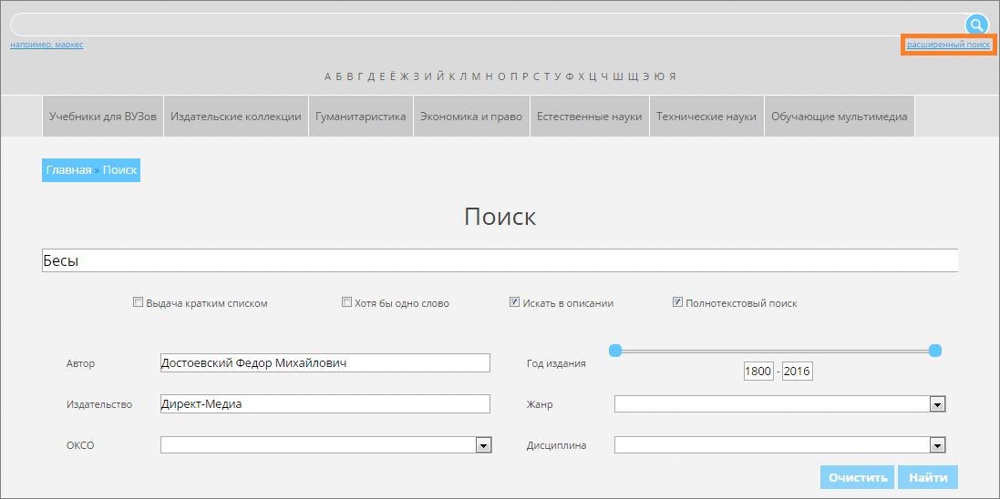 например, маркес
расширенный поиск
А Б В Г Д Е Ё Ж З И Й К Л М Н О П Р С Т У Ф Х Ц Ч Ш Щ Э Ю Я
Учебники для ВУЗов Издательские коллекции Гуманитаристика Экономика и право Естественные науки Технические науки Обучающие мультимедиа
Главная » Поиск
Поиск
Бесы
Выдача кратким списком Хотя бы одно слово Искать в описании Полнотекстовый поиск
Автор Достоевский Федор Михайлович Год издания
1800 - 2016
Издательство Директ-Медиа Жанр
ОКСО Дисциплина
Очистить Найти